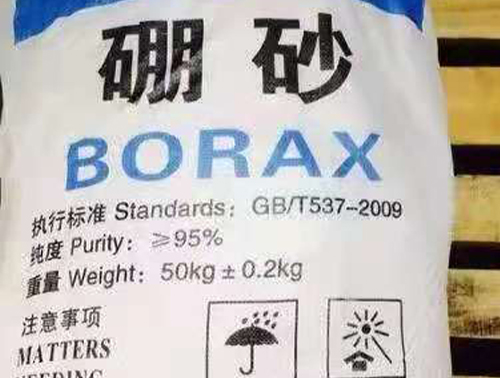 硼砂
BORAX
执行标准 Standards: GB/T537-2009
纯度 Purity: ≥95%
重量 Weight: 50kg ± 0.2kg
注意事项
MATTERS